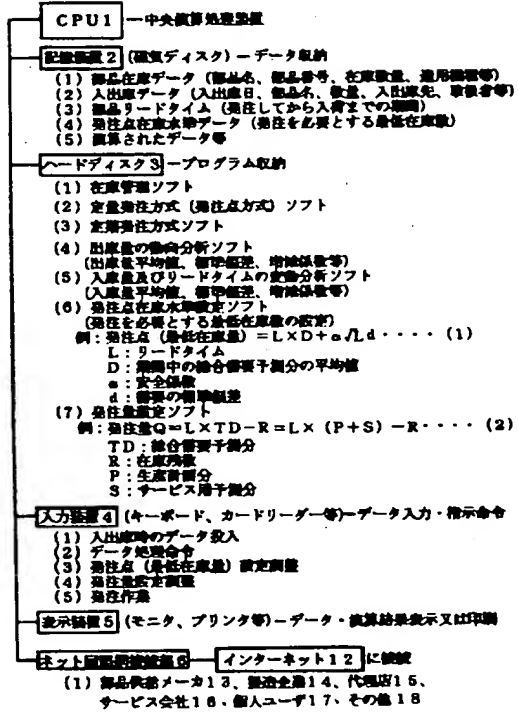 CPU1 ー中央演算処理装置
記憶装置2 (磁気ディスク) ーデータ収納
(1) 部品在庫データ (部品名、部品番号、在庫数量、適用機種等)
(2) 入出庫データ (入出庫日、部品名、数量、入出庫先、取扱者等)
(3) 部品リードタイム (発注してから入荷までの期間)
(4) 発注点在庫水準データ (発注を必要とする最低在庫数)
(5) 演算されたデータ等
ハードディスク3 ープログラム収納
(1) 在庫管理ソフト
(2) 定量発注方式 (発注点方式) ソフト
(3) 定期発注方式ソフト
(4) 出庫量の動向分析ソフト
(出庫量平均値、標準偏差、増減係数等)
(5) 入庫量及びリードタイムの変動分析ソフト
(入庫量平均値、標準偏差、増減係数等)
(6) 発注点在庫水準設定ソフト
(発注を必要とする最低在庫数の設定)
例:発注点 (最低在庫量) =L×D+α√Ld・・・・ (1)
L:リードタイム
D:期間中の総合需要予測分の平均値
α:安全係数
d:需要の標準偏差
(7) 発注量設定ソフト
例:発注量Q=L×TD-R=L× (P+S) -R・・・・ (2)
TD:総合需要予測分
R:在庫残数
P:生産計画分
S:サービス用予測分
入力装置4 (キーボード、カードリーダー等)ーデータ入力・指示命令
(1) 入出庫時のデータ投入
(2) データ処理命令
(3) 発注点 (最低在庫量) 設定調整
(4) 発注量設定調整
(5) 発注作業
表示装置5 (モニタ、プリンタ等) ーデータ・演算結果表示又は印刷
ネット回線接続部6 インターネット12 に接続
(1) 部品供給メーカ13、製造企業14、代理店15、
サービス会社16、個人ユーザ17、その他18